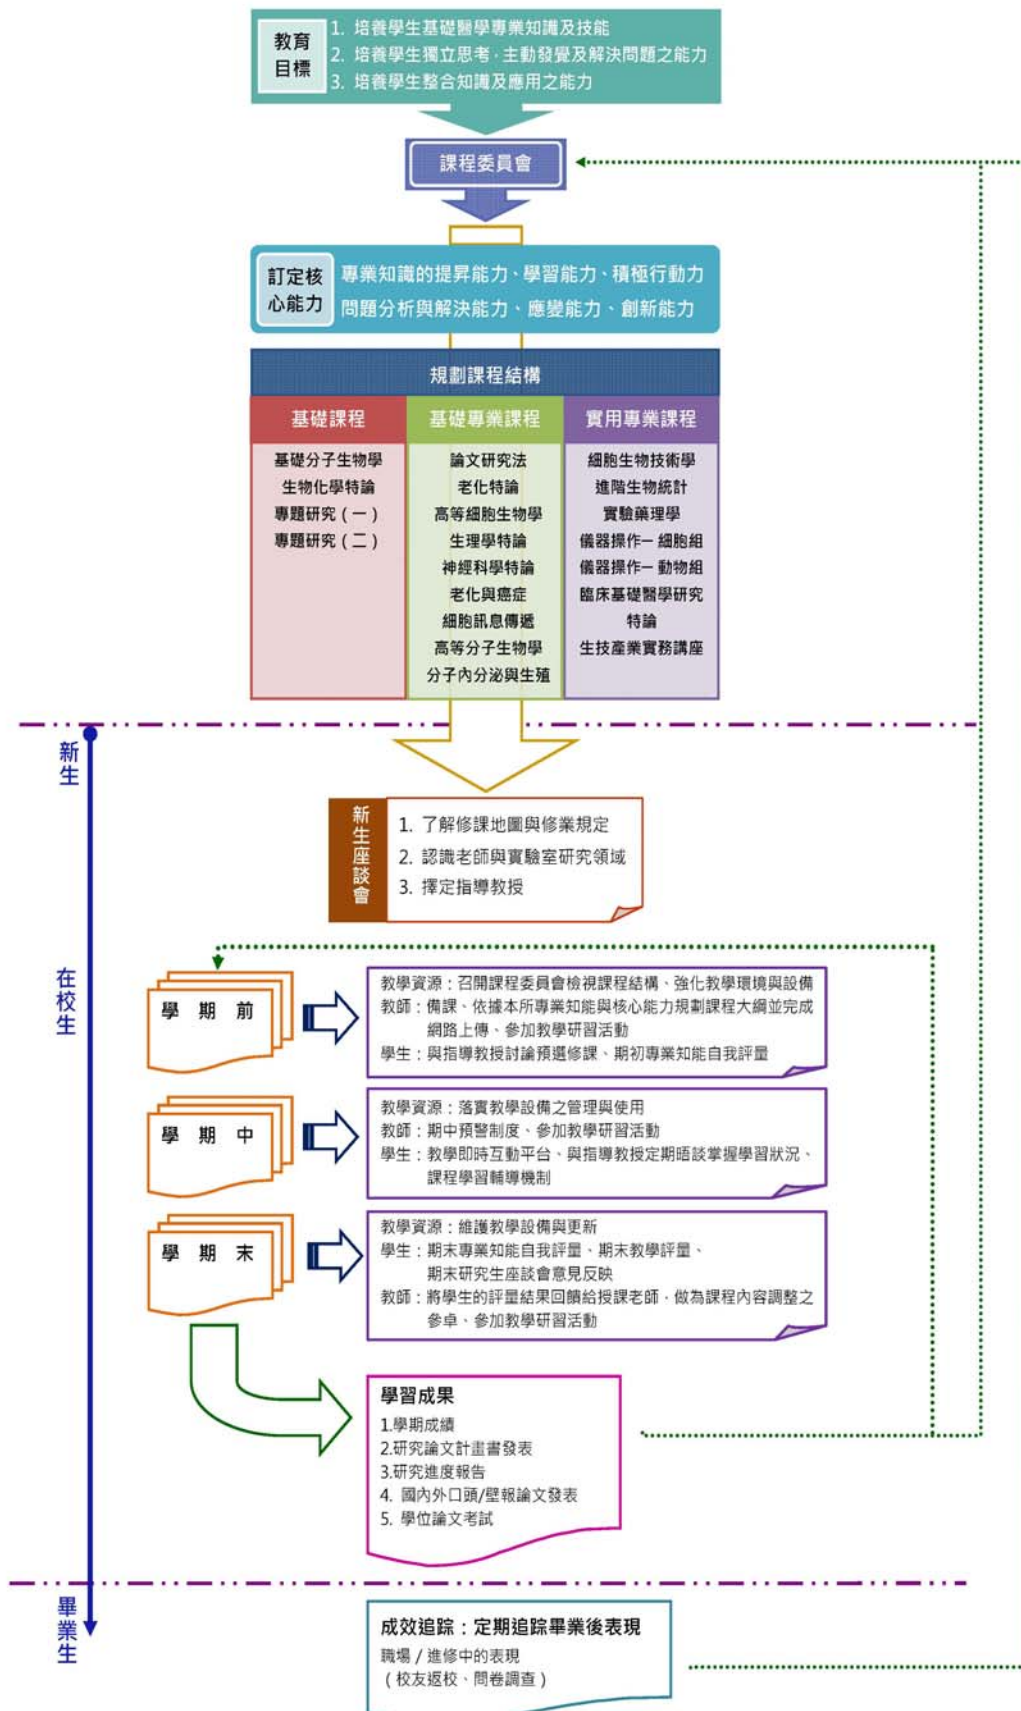 教育
目標
1. 培養學生基礎醫學專業知識及技能
2. 培養學生獨立思考．主動發覺及解決問題之能力
3. 培養學生整合知識及應用之能力
課程委員會
訂定核
心能力
專業知識的提昇能力、學習能力、積極行動力
問題分析與解決能力、應變能力、創新能力
規劃課程結構
基礎課程
基礎分子生物學
生物化學特論
專題研究（一）
專題研究（二）
基礎專業課程
論文研究法
老化特論
高等細胞生物學
生理學特論
神經科學特論
老化與癌症
細胞訊息傳遞
高等分子生物學
分子內分泌與生殖
實用專業課程
細胞生物技術學
進階生物統計
實驗藥理學
儀器操作－細胞組
儀器操作－動物組
臨床基礎醫學研究
特論
生技產業實務講座
新生
新生座談會
1. 了解修課地圖與修業規定
2. 認識老師與實驗室研究領域
3. 擇定指導教授
在校生
學期前
教學資源：召開課程委員會檢視課程結構、強化教學環境與設備
教師：備課、依據本所專業知能與核心能力規劃課程大綱並完成
網路上傳、參加教學研習活動
學生：與指導教授討論預選修課、期初專業知能自我評量
學期中
教學資源：落實教學設備之管理與使用
教師：期中預警制度、參加教學研習活動
學生：教學即時互動平台、與指導教授定期晤談掌握學習狀況、
課程學習輔導機制
學期末
教學資源：維護教學設備與更新
學生：期末專業知能自我評量、期末教學評量、
期末研究生座談會意見反映
教師：將學生的評量結果回饋給授課老師．做為課程內容調整之
參卓、參加教學研習活動
學習成果
1.學期成績
2.研究論文計畫書發表
3.研究進度報告
4. 國內外口頭/壁報論文發表
5. 學位論文考試
畢業生
成效追踪：定期追踪畢業後表現
職場 / 進修中的表現
（校友返校、問卷調查）